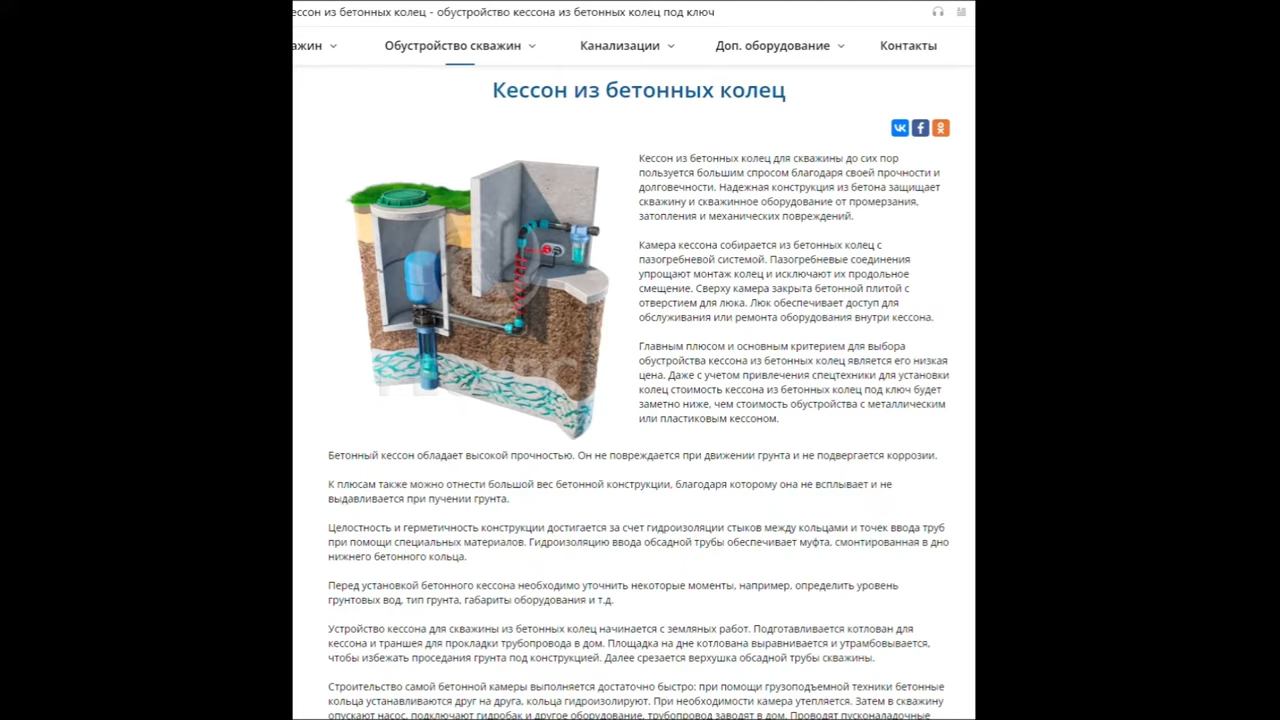 ессон из бетонных колец - обустройство кессона из бетонных колец под ключ
ажин Обустройство скважин Канализации Доп. оборудование Контакты
Кессон из бетонных колец
Кессон из бетонных колец для скважины до сих пор
пользуется большим спросом благодаря своей прочности и
долговечности. Надежная конструкция из бетона защищает
скважину и скважинное оборудование от промерзания,
затопления и механических повреждений.
Камера кессона собирается из бетонных колец с
пазогребневой системой. Пазогребневые соединения
упрощают монтаж колец и исключают их продольное
смещение. Сверху камера закрыта бетонной плитой с
отверстием для люка. Люк обеспечивает доступ для
обслуживания или ремонта оборудования внутри кессона.
Главным плюсом и основным критерием для выбора
обустройства кессона из бетонных колец является его низкая
цена. Даже с учетом привлечения спецтехники для установки
колец стоимость кессона из бетонных колец под ключ будет
заметно ниже, чем стоимость обустройства с металлическим
или пластиковым кессоном.
Бетонный кессон обладает высокой прочностью. Он не повреждается при движении грунта и не подвергается коррозии.
К плюсам также можно отнести большой вес бетонной конструкции, благодаря которому она не всплывает и не
выдавливается при пучении грунта.
Целостность и герметичность конструкции достигается за счет гидроизоляции стыков между кольцами и точек ввода труб
при помощи специальных материалов. Гидроизоляцию ввода обсадной трубы обеспечивает муфта, смонтированная в дно
нижнего бетонного кольца.
Перед установкой бетонного кессона необходимо уточнить некоторые моменты, например, определить уровень
грунтовых вод, тип грунта, габариты оборудования и т.д.
Устройство кессона для скважины из бетонных колец начинается с земляных работ. Подготавливается котлован для
кессона и траншея для прокладки трубопровода в дом. Площадка на дне котлована выравнивается и утрамбовывается,
чтобы избежать проседания грунта под конструкцией. Далее срезается верхушка обсадной трубы скважины.
Строительство самой бетонной камеры выполняется достаточно быстро: при помощи грузоподъемной техники бетонные
кольца устанавливаются друг на друга, кольца гидроизолируют. При необходимости камера утепляется. Затем в скважину
опускают насос, подключают гидробак и другое оборудование, трубопровод заводят в дом. Проводят пусконаладочные